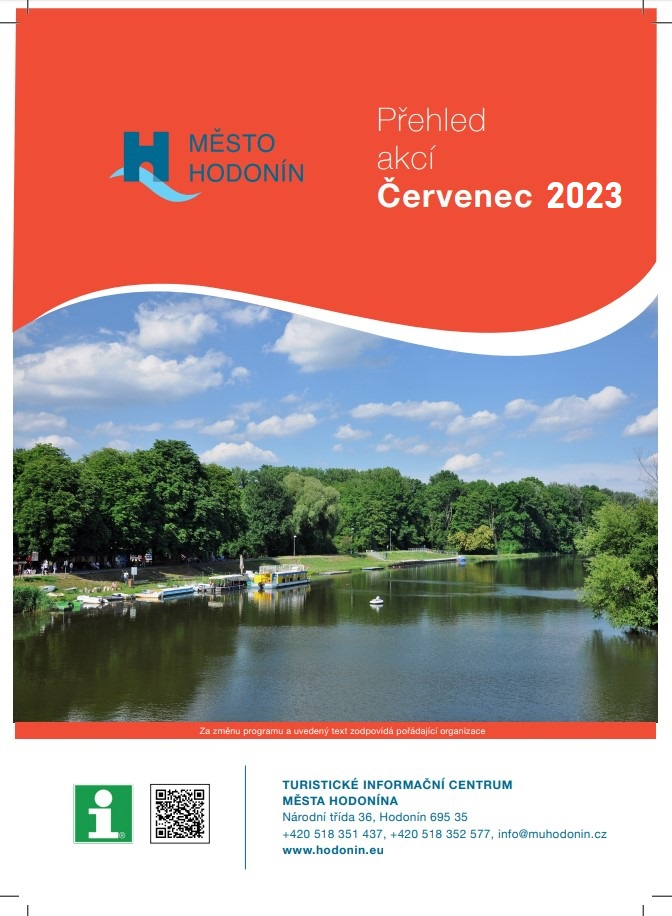 MĚSTO
HODONÍN
Přehled
akcí
Červenec 2023
Za změnu programu a uvedený text zodpovídá pořádající organizace
TURISTICKÉ INFORMAČNÍ CENTRUM
MĚSTA HODONÍNA
Národní třída 36, Hodonín 695 35
+420 518 351 437, +420 518 352 577, info@muhodonin.cz
www.hodonin.eu